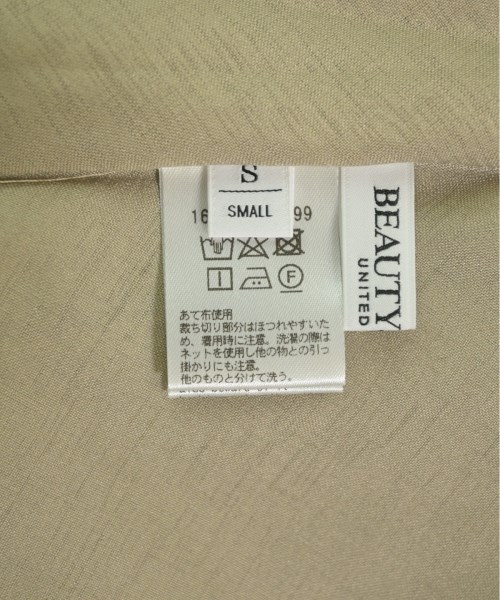 S
SMALL
16
99
F
あて布使用
裁ち切り部分はほつれやすいた
め、着用時に注意。洗濯の際は
ネットを使用し他の物との引っ
掛かりにも注意。
他のものと分けて洗う。
BEAUTY
UNITED